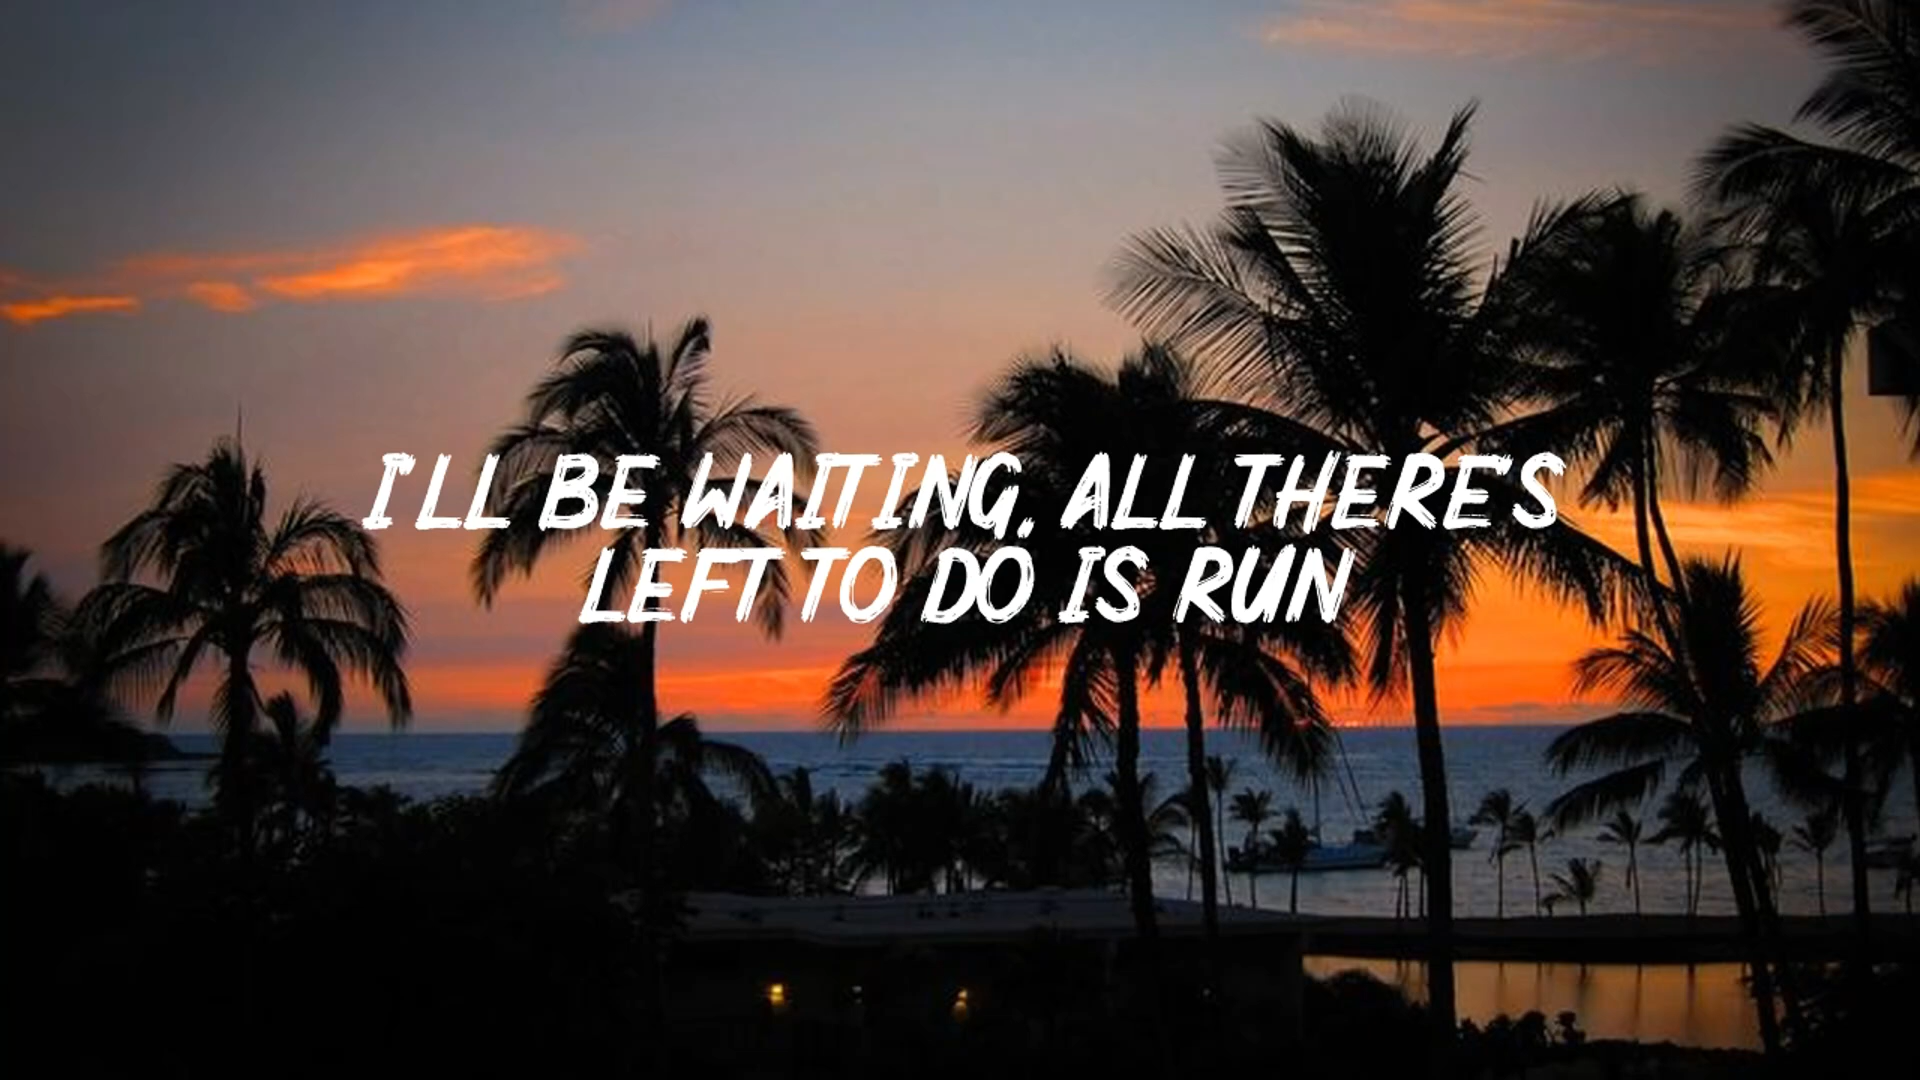 I'LL BE WAITING, ALL THERE'S
LEFT TO DO IS RUN